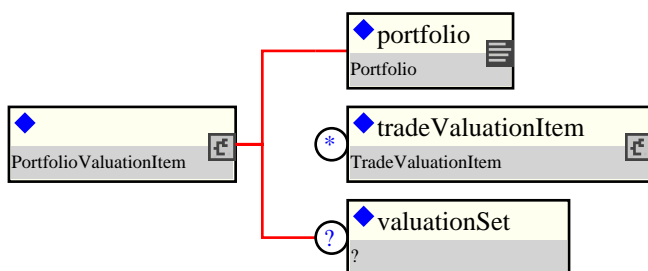 portfolio
Portfolio
PortfolioValuationItem
*
tradeValuationItem
TradeValuationItem
?
valuationSet
?